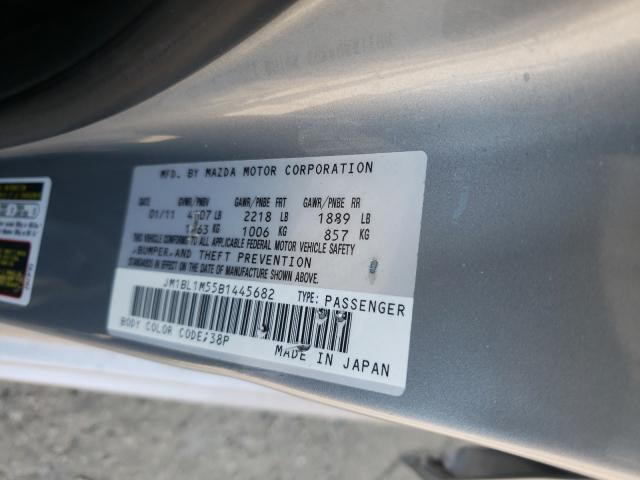 MFD. BY MAZDA MOTOR CORPORATION
GVWR/PNBV GAWR/PNBE FRT GAWR/PNBE RR
01/11 LB 2218 LB 1889 LB
KG 1006 KG 857 KG
THIS VEHICLE CONFORMS TO ALL APPLICABLE FEDERAL MOTOR VEHICLE SAFETY
,BUMPER, AND THEFT PREVENTION
STANDARDS IN EFFECT ON THE DATE OF MANUFACTURE SHOWN ABOVE.
JM1BL1M55B1445682 TYPE: PASSENGER
BODY COLOR CODE:38P
MADE IN JAPAN